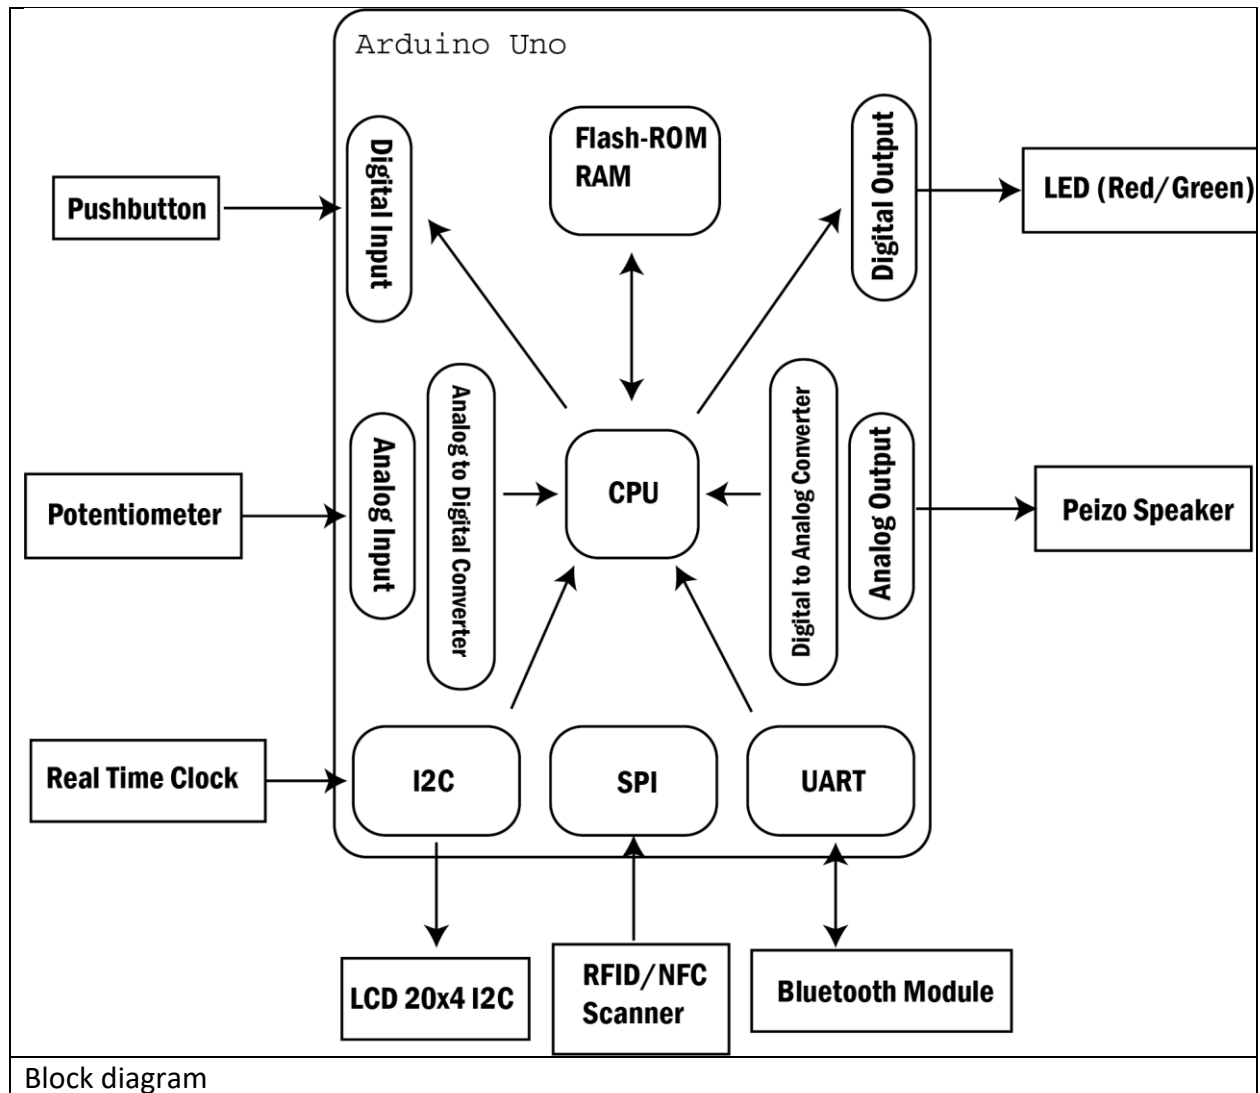 Arduino Uno
Flash-ROM
RAM
Digital Input
Digital Output
Pushbutton
LED (Red/Green)
Analog to Digital Converter
Digital to Analog Converter
Analog Input
CPU
Analog Output
Potentiometer
Peizo Speaker
Real Time Clock
I2C
SPI
UART
LCD 20x4 I2C
RFID/NFC
Scanner
Bluetooth Module
Block diagram